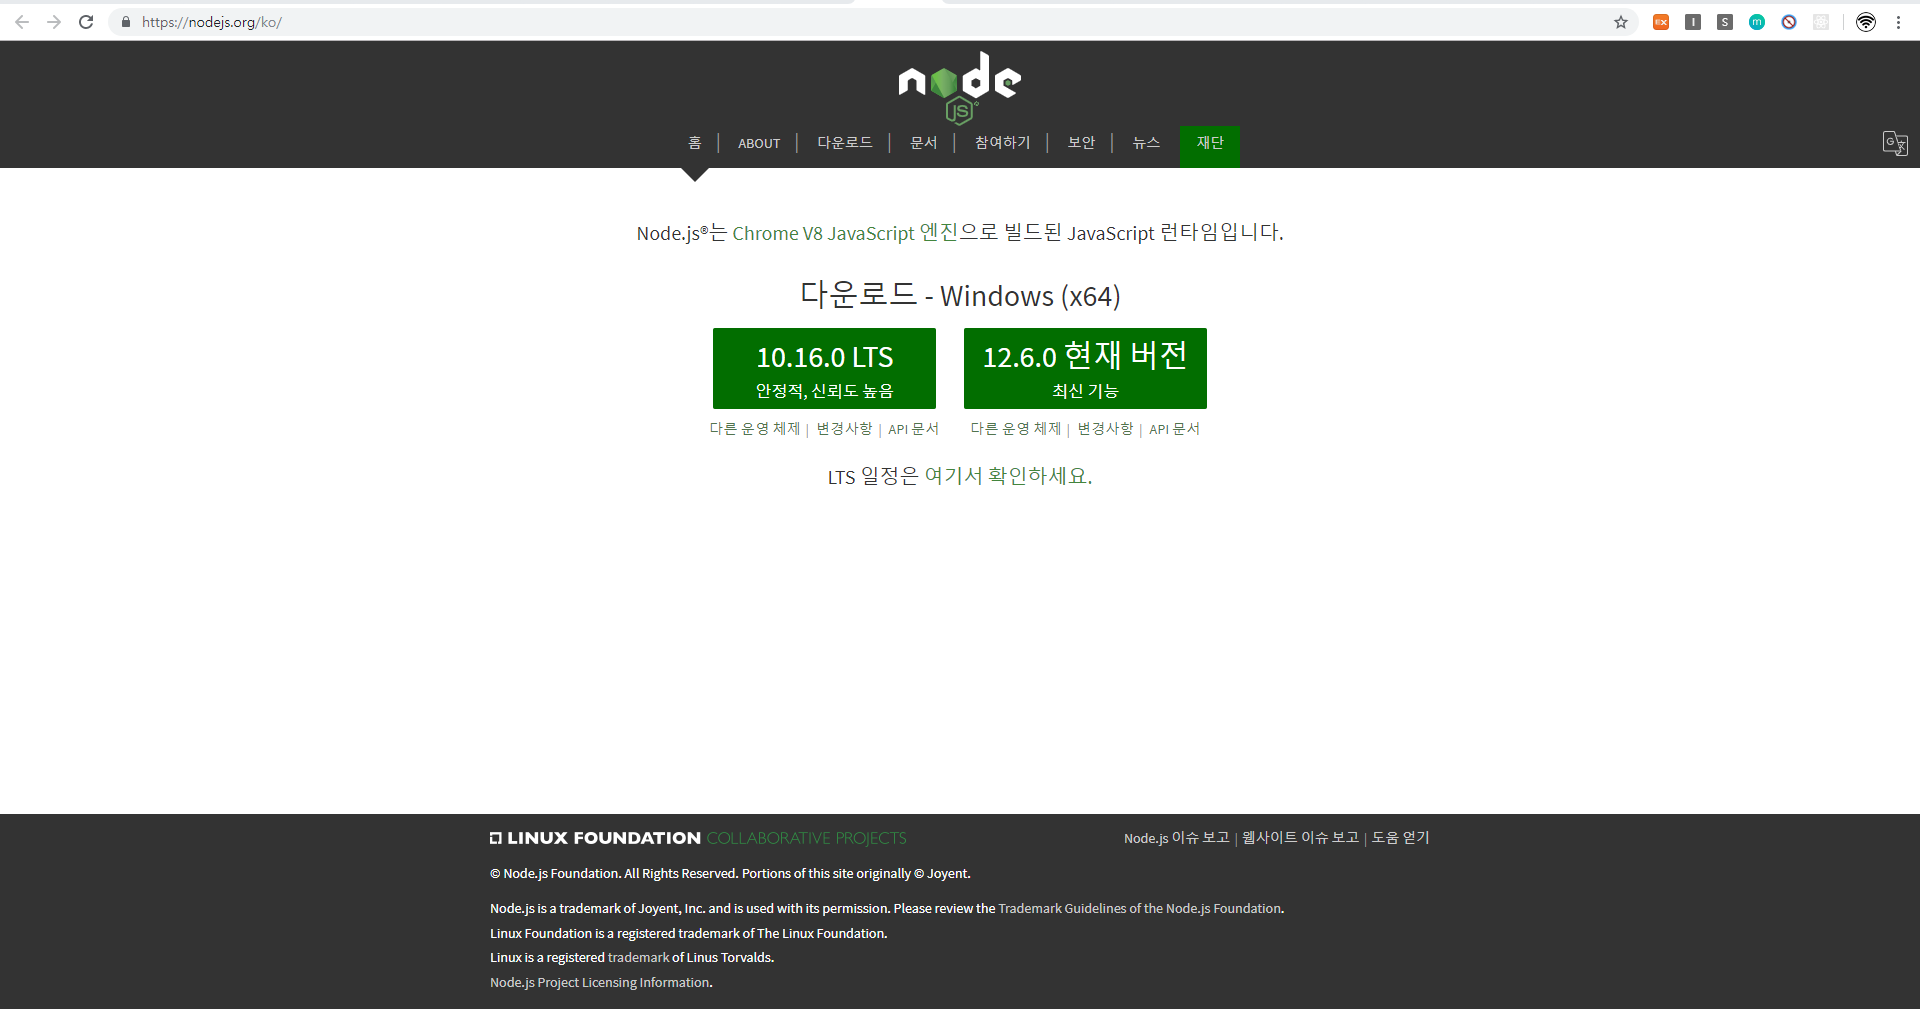 https://nodejs.org/ko/
node
JS
홈 | ABOUT | 다운로드 | 문서 | 참여하기 | 보안 | 뉴스 재단
Node.js®는 Chrome V8 JavaScript 엔진으로 빌드된 JavaScript 런타임입니다.
다운로드 - Windows (x64)
10.16.0 LTS
안정적, 신뢰도 높음
12.6.0 현재 버전
최신 기능
다른 운영 체제 | 변경사항 | API 문서
다른 운영 체제 | 변경사항 | API 문서
LTS 일정은 여기서 확인하세요.
LINUX FOUNDATION COLLABORATIVE PROJECTS
Node.js 이슈 보고 | 웹사이트 이슈 보고 | 도움 얻기
© Node.js Foundation. All Rights Reserved. Portions of this site originally © Joyent.
Node.js is a trademark of Joyent, Inc. and is used with its permission. Please review the Trademark Guidelines of the Node.js Foundation.
Linux Foundation is a registered trademark of The Linux Foundation.
Linux is a registered trademark of Linus Torvalds.
Node.js Project Licensing Information.